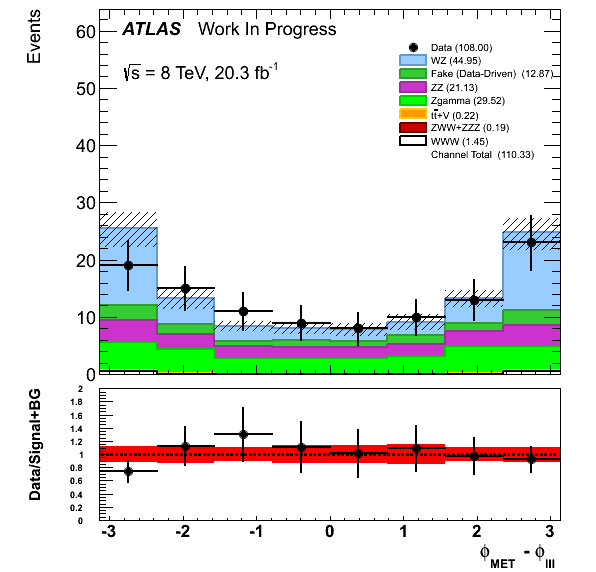 Events
60
50
40
30
20
10
0
ATLAS Work In Progress
√s = 8 TeV, 20.3 fb⁻¹
Data (108.00)
WZ (44.95)
Fake (Data-Driven) (12.87)
ZZ (21.13)
Zgamma (29.52)
tt̄+V (0.22)
ZWW+ZZZ (0.19)
WWW (1.45)
Channel Total (110.33)
Data/Signal+BG
2
1.8
1.6
1.4
1.2
1
0.8
0.6
0.4
0.2
0
-3 -2 -1 0 1 2 3
ϕMET - ϕlll